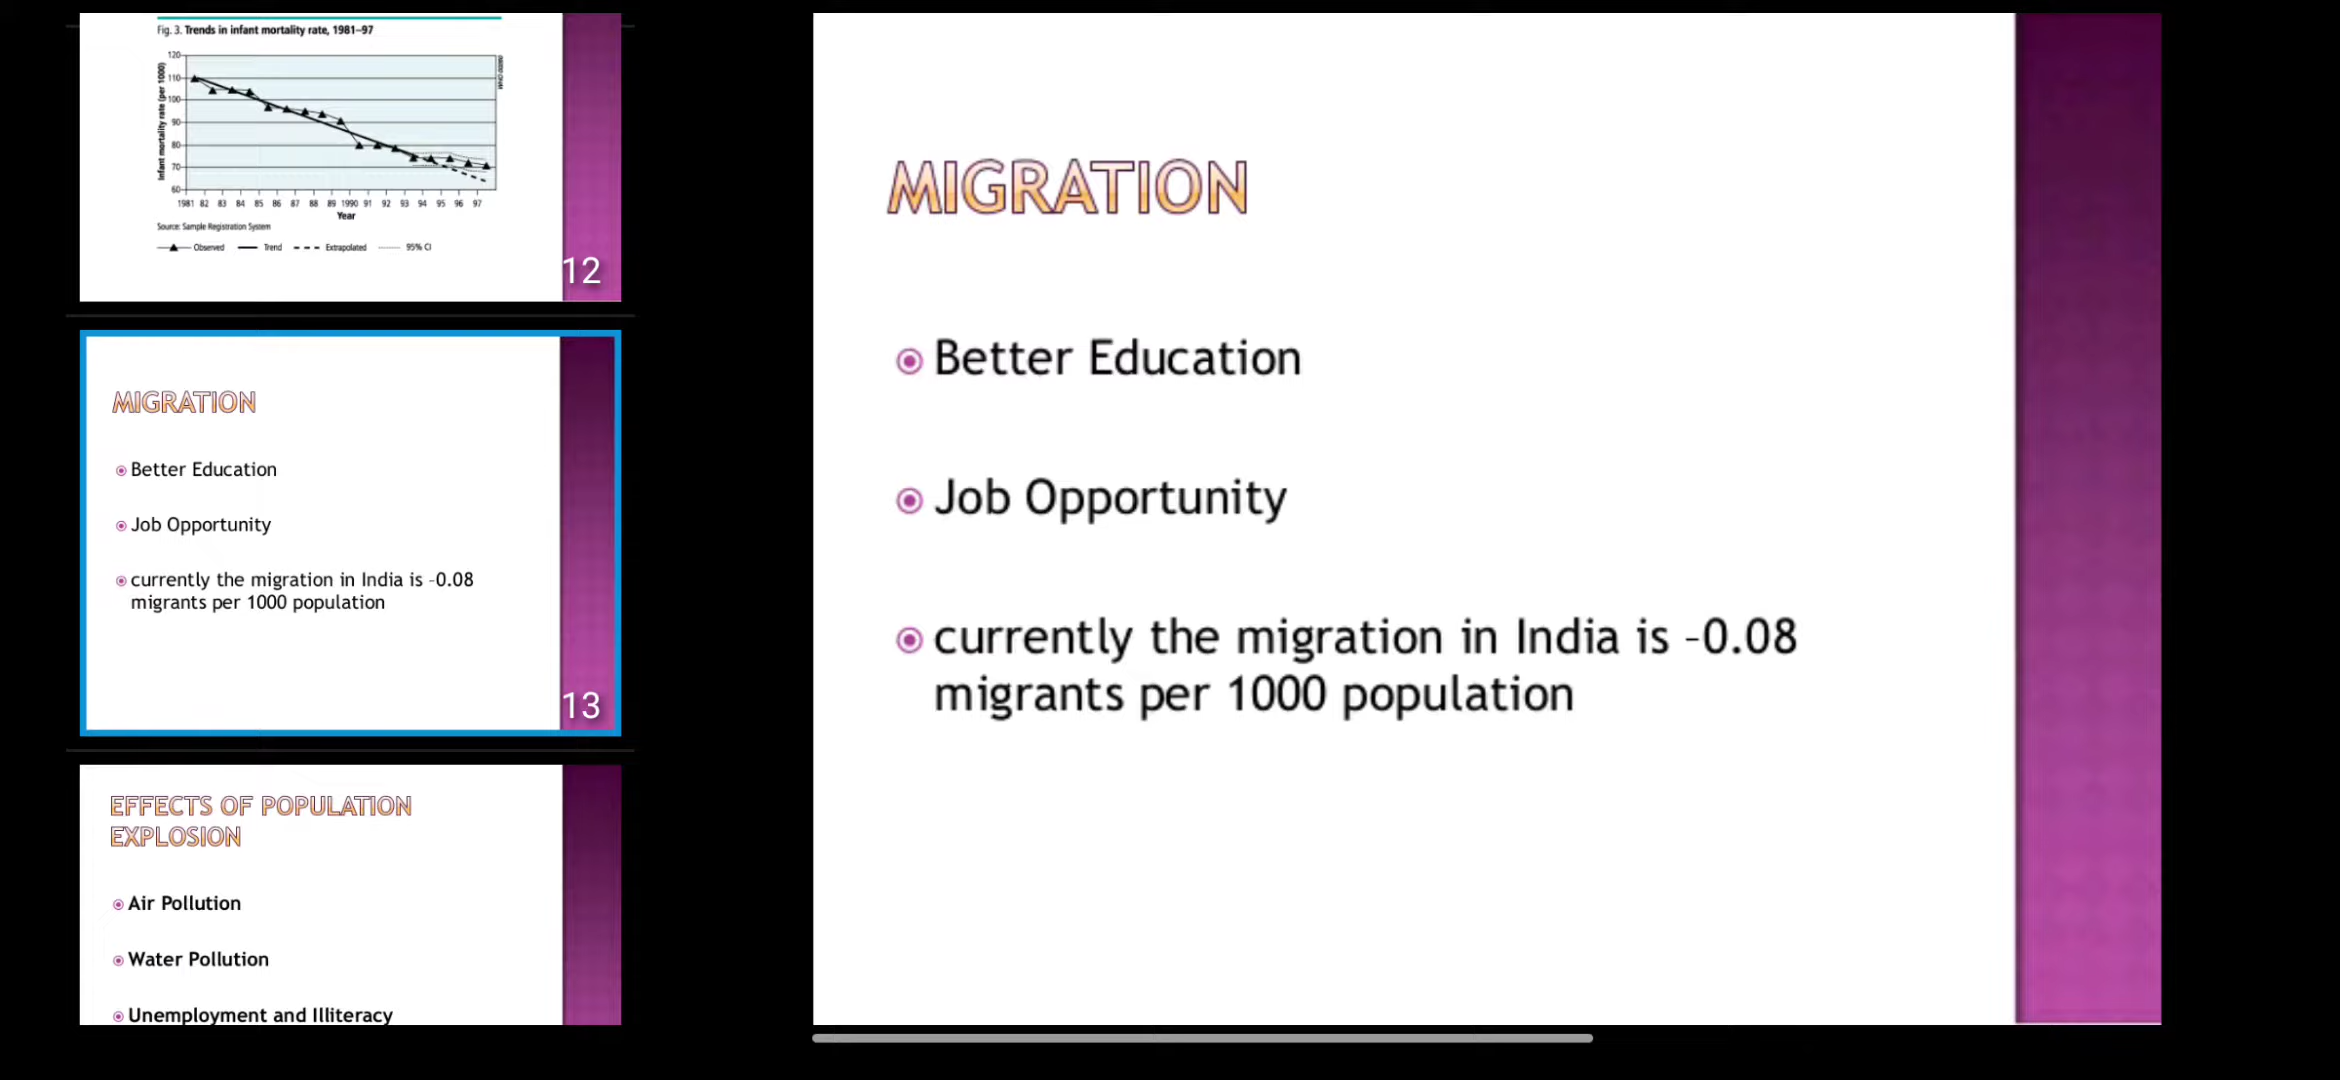 Fig. 3. Trends in infant mortality rate, 1981–97
Infant mortality rate (per 1000)
120
110
100
90
80
70
60
1981 82 83 84 85 86 87 88 89 1990 91 92 93 94 95 96 97
Year
Source: Sample Registration System
Observed Trend Extrapolated 95% CI
12
MIGRATION
Better Education
Job Opportunity
currently the migration in India is -0.08
migrants per 1000 population
13
EFFECTS OF POPULATION
EXPLOSION
Air Pollution
Water Pollution
Unemployment and Illiteracy
MIGRATION
Better Education
Job Opportunity
currently the migration in India is -0.08
migrants per 1000 population